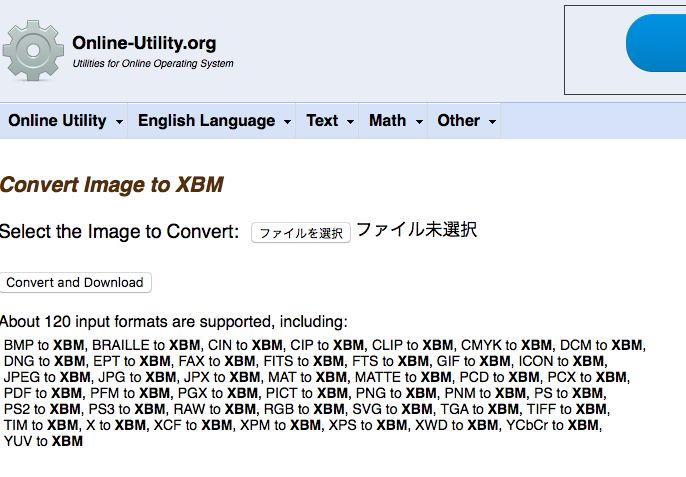 Online-Utility.org
Utilities for Online Operating System
Online Utility English Language Text Math Other
Convert Image to XBM
Select the Image to Convert: ファイルを選択 ファイル未選択
Convert and Download
About 120 input formats are supported, including:
BMP to XBM, BRAILLE to XBM, CIN to XBM, CIP to XBM, CLIP to XBM, CMYK to XBM, DCM to XBM,
DNG to XBM, EPT to XBM, FAX to XBM, FITS to XBM, FTS to XBM, GIF to XBM, ICON to XBM,
JPEG to XBM, JPG to XBM, JPX to XBM, MAT to XBM, MATTE to XBM, PCD to XBM, PCX to XBM,
PDF to XBM, PFM to XBM, PGX to XBM, PICT to XBM, PNG to XBM, PNM to XBM, PS to XBM,
PS2 to XBM, PS3 to XBM, RAW to XBM, RGB to XBM, SVG to XBM, TGA to XBM, TIFF to XBM,
TIM to XBM, X to XBM, XCF to XBM, XPM to XBM, XPS to XBM, XWD to XBM, YCbCr to XBM,
YUV to XBM